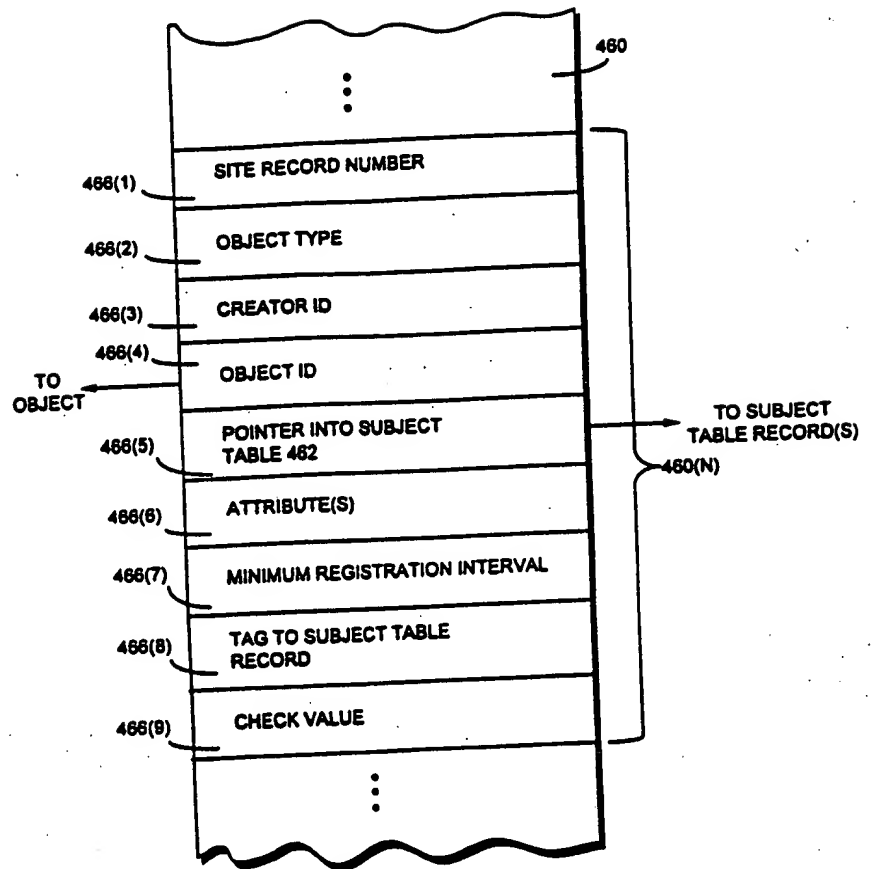 460
466(1)
SITE RECORD NUMBER
466(2)
OBJECT TYPE
466(3)
CREATOR ID
466(4)
OBJECT ID
TO
OBJECT
466(5)
POINTER INTO SUBJECT
TABLE 462
TO SUBJECT
TABLE RECORD(S)
460(N)
466(6)
ATTRIBUTE(S)
466(7)
MINIMUM REGISTRATION INTERVAL
466(8)
TAG TO SUBJECT TABLE
RECORD
466(9)
CHECK VALUE